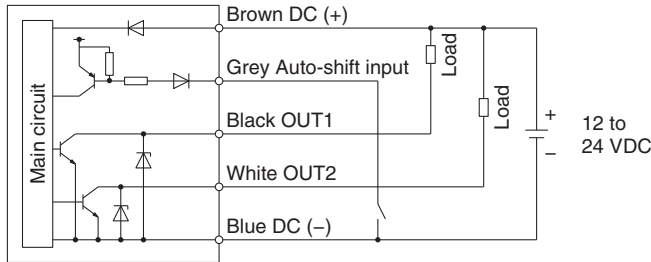 Brown DC (+)
Grey Auto-shift input
Black OUT1
White OUT2
Blue DC (−)
Main circuit
Load
Load
+
−
12 to
24 VDC